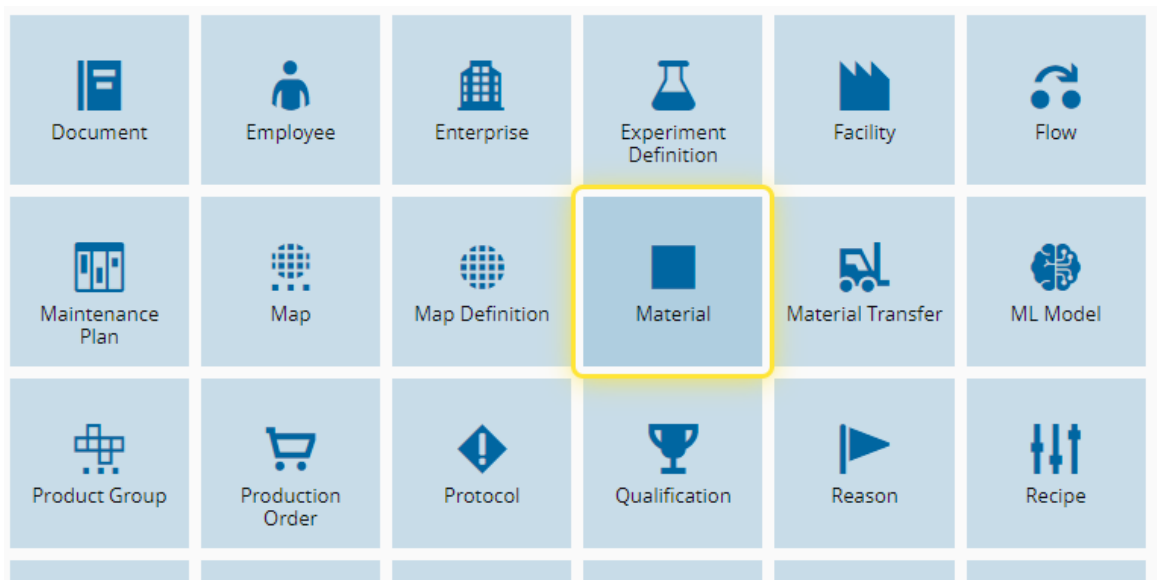 Document
Employee
Enterprise
Experiment
Definition
Facility
Flow
Maintenance
Plan
Map
Map Definition
Material
Material Transfer
ML Model
Product Group
Production
Order
Protocol
Qualification
Reason
Recipe